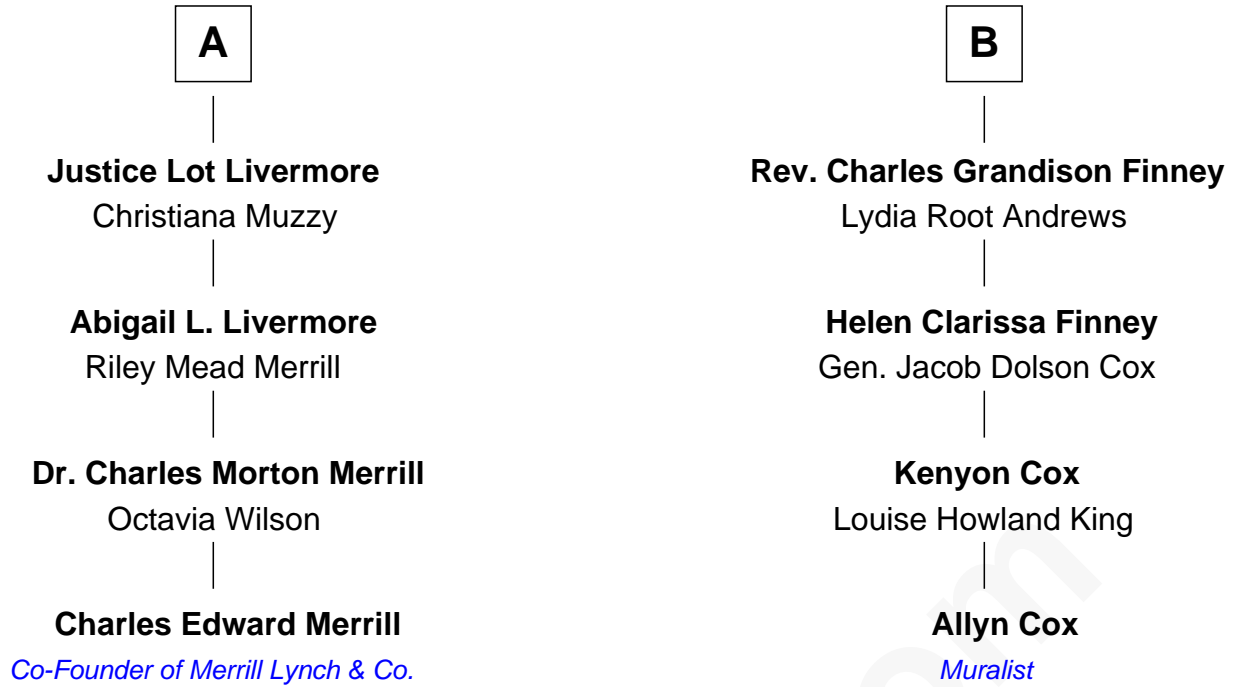 A
Justice Lot Livermore
Christiana Muzzy
Abigail L. Livermore
Riley Mead Merrill
Dr. Charles Morton Merrill
Octavia Wilson
Charles Edward Merrill
Co-Founder of Merrill Lynch & Co.
B
Rev. Charles Grandison Finney
Lydia Root Andrews
Helen Clarissa Finney
Gen. Jacob Dolson Cox
Kenyon Cox
Louise Howland King
Allyn Cox
Muralist